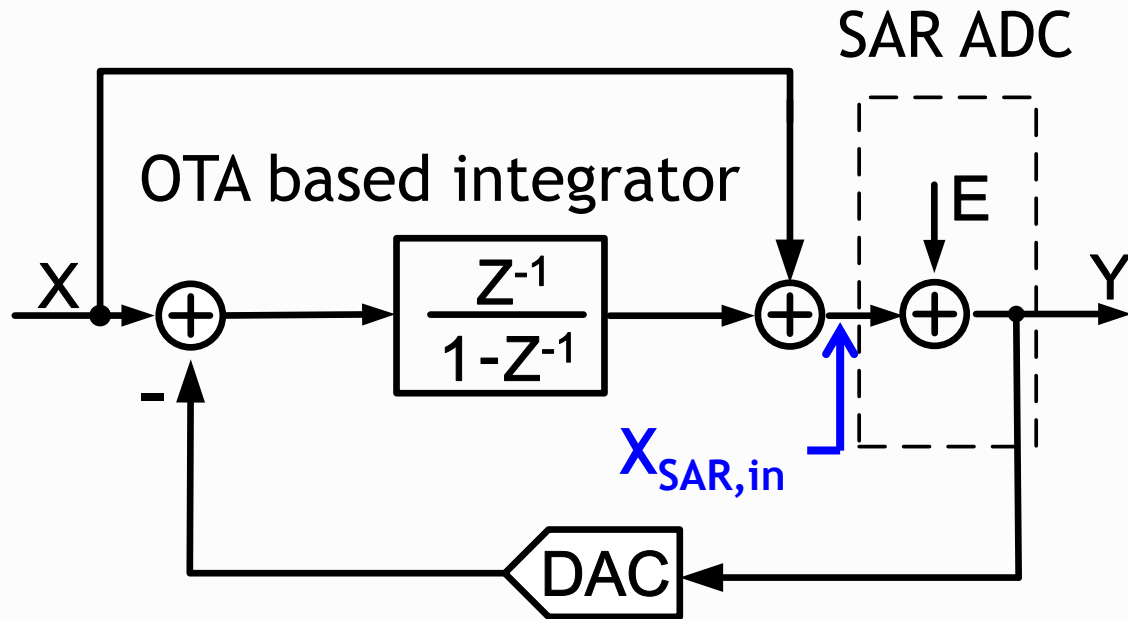 SAR ADC
OTA based integrator
E
X
Z-1
1-Z-1
Y
+
+
+
-
XSAR,in
DAC